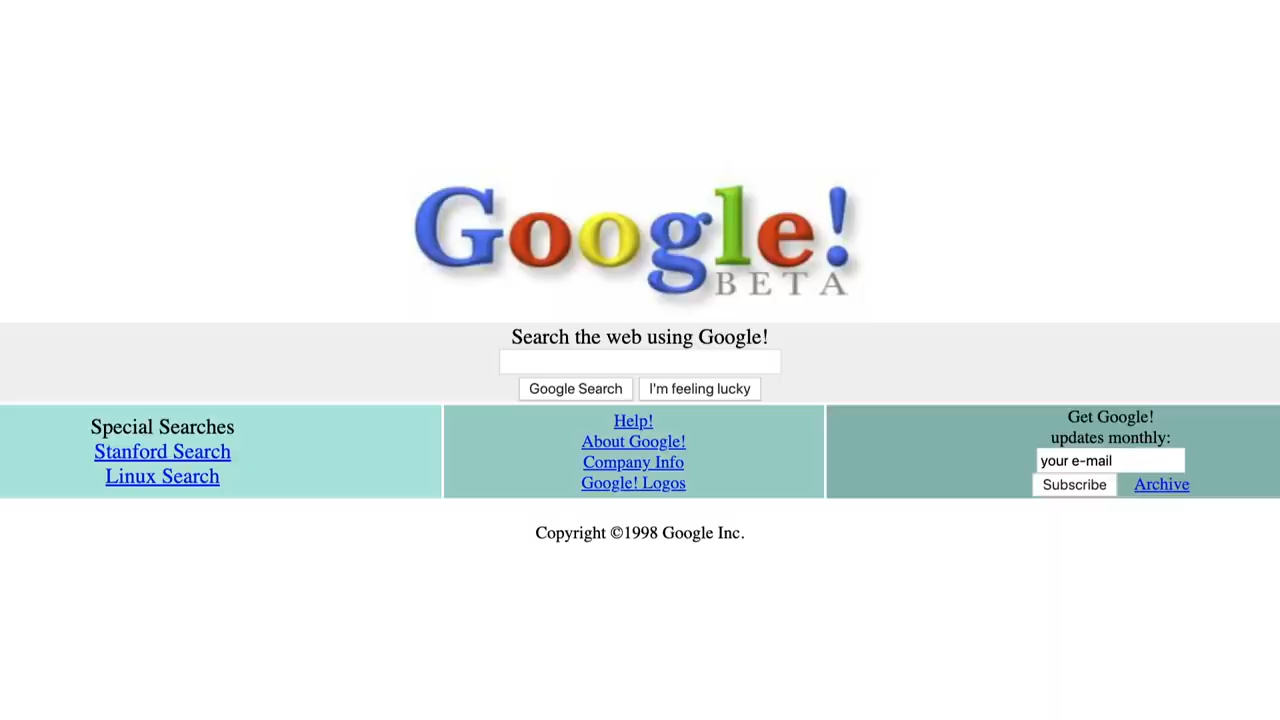 Google!
BETA
Search the web using Google!
Google Search I'm feeling lucky
Special Searches
Stanford Search
Linux Search
Help!
About Google!
Company Info
Google! Logos
Get Google!
updates monthly:
your e-mail
Subscribe Archive
Copyright ©1998 Google Inc.